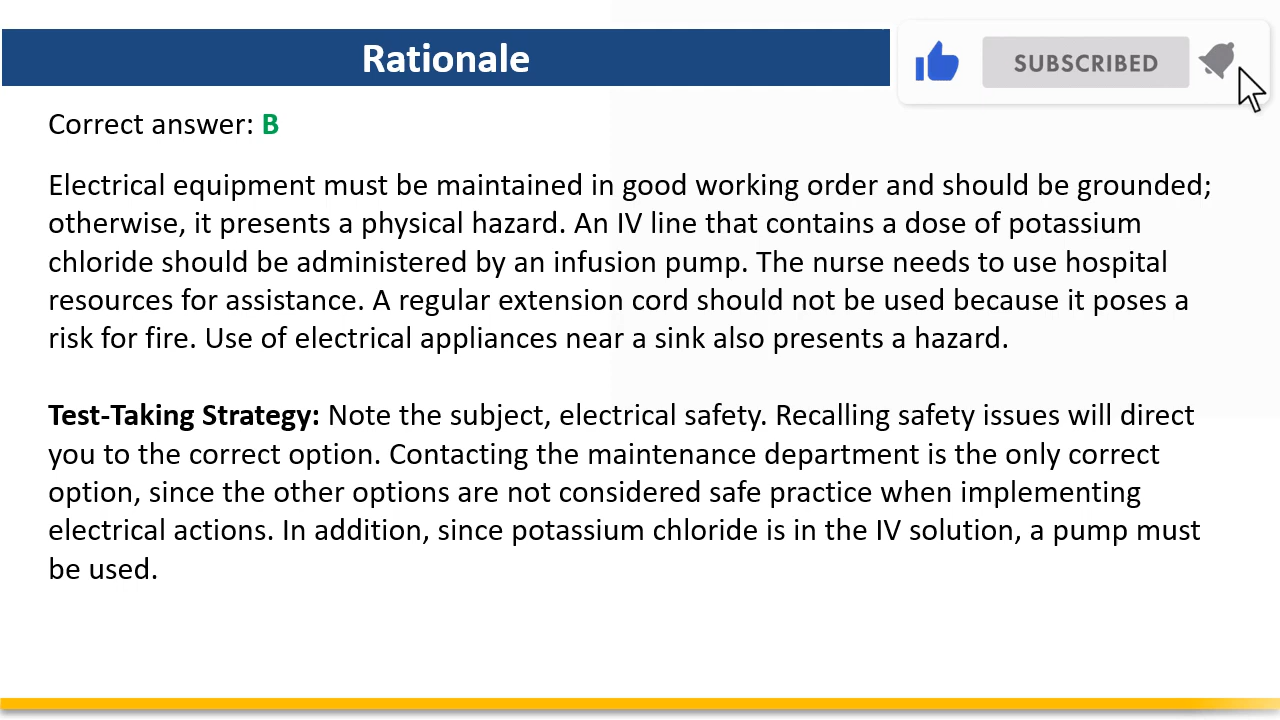 Rationale
SUBSCRIBED
Correct answer: B
Electrical equipment must be maintained in good working order and should be grounded;
otherwise, it presents a physical hazard. An IV line that contains a dose of potassium
chloride should be administered by an infusion pump. The nurse needs to use hospital
resources for assistance. A regular extension cord should not be used because it poses a
risk for fire. Use of electrical appliances near a sink also presents a hazard.
Test-Taking Strategy: Note the subject, electrical safety. Recalling safety issues will direct
you to the correct option. Contacting the maintenance department is the only correct
option, since the other options are not considered safe practice when implementing
electrical actions. In addition, since potassium chloride is in the IV solution, a pump must
be used.